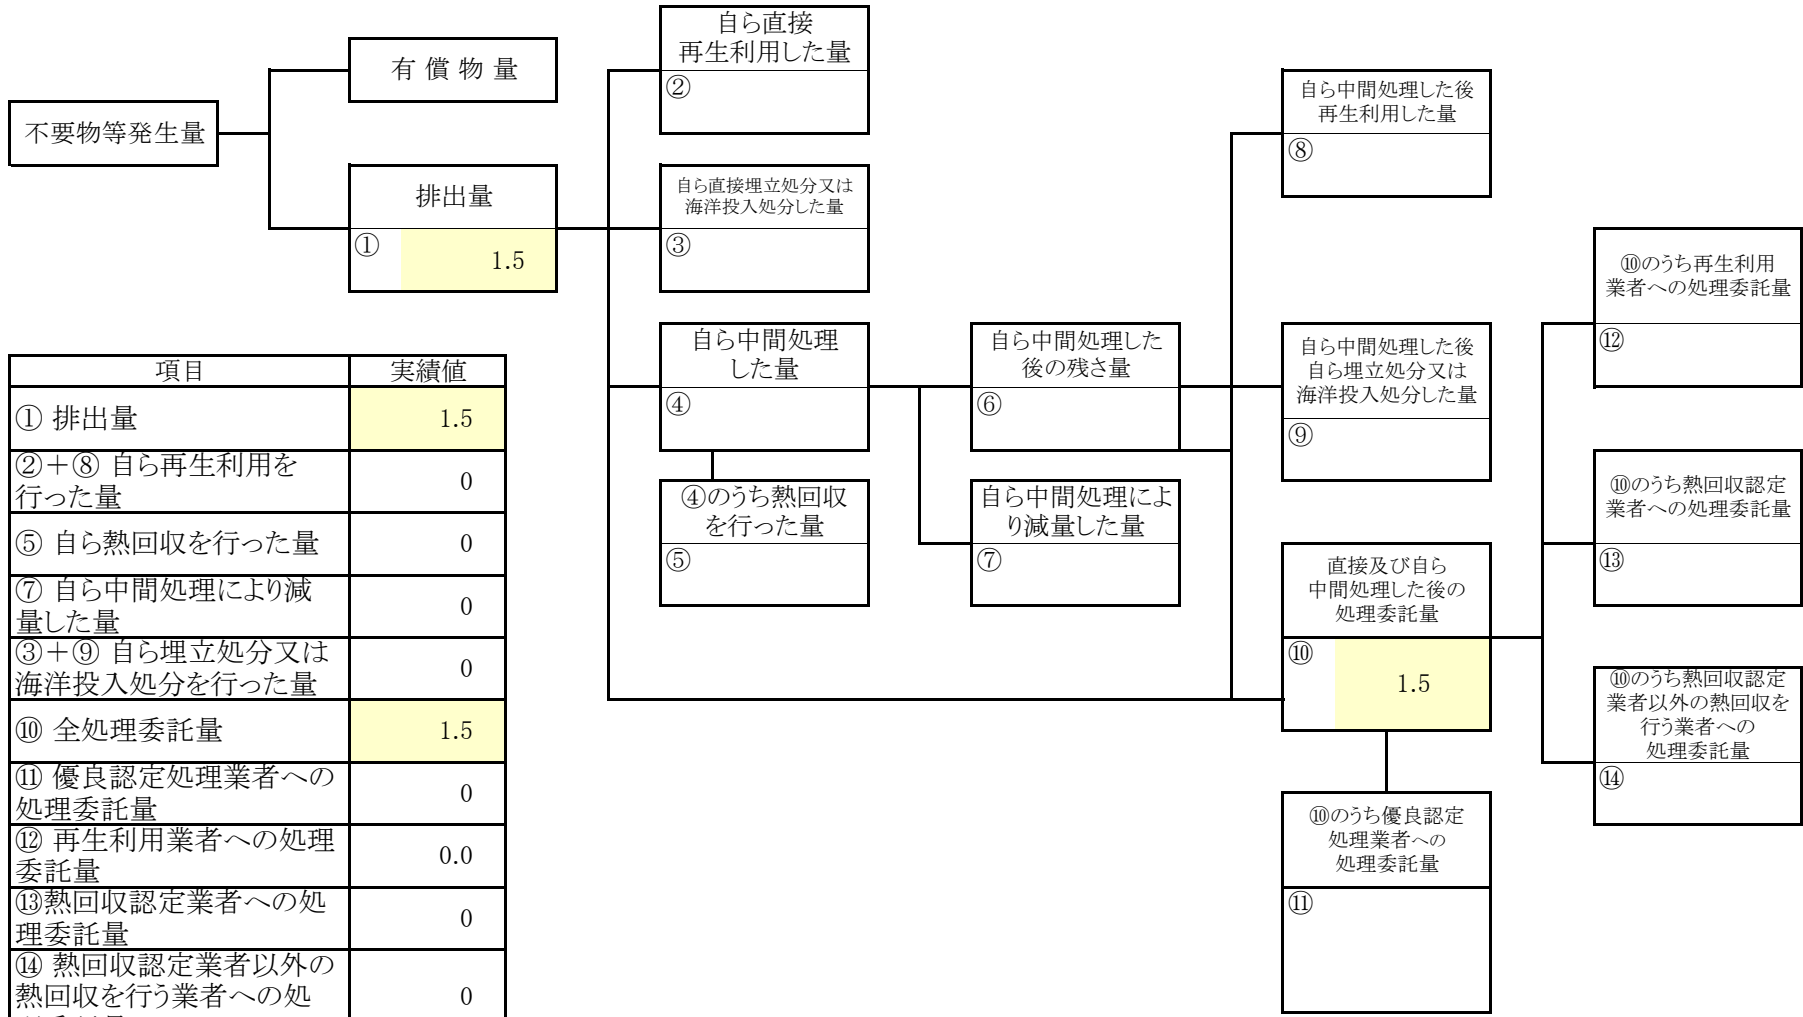 不要物等発生量
有 償 物 量
排出量
①
1.5
自ら直接
再生利用した量
②
自ら直接埋立処分又は
海洋投入処分した量
③
自ら中間処理
した量
④
④のうち熱回収
を行った量
⑤
自ら中間処理した
後の残さ量
⑥
自ら中間処理によ
り減量した量
⑦
自ら中間処理した後
再生利用した量
⑧
自ら中間処理した後
自ら埋立処分又は
海洋投入処分した量
⑨
直接及び自ら
中間処理した後の
処理委託量
⑩
1.5
⑩のうち優良認定
処理業者への
処理委託量
⑪
⑩のうち再生利用
業者への処理委託量
⑫
⑩のうち熱回収認定
業者への処理委託量
⑬
⑩のうち熱回収認定
業者以外の熱回収を
行う業者への
処理委託量
⑭
項目 実績値
① 排出量 1.5
②＋⑧ 自ら再生利用を
行った量 0
⑤ 自ら熱回収を行った量 0
⑦ 自ら中間処理により減
量した量 0
③＋⑨ 自ら埋立処分又は
海洋投入処分を行った量 0
⑩ 全処理委託量 1.5
⑪ 優良認定処理業者への
処理委託量 0
⑫ 再生利用業者への処理
委託量 0.0
⑬熱回収認定業者への処
理委託量 0
⑭ 熱回収認定業者以外の
熱回収を行う業者への処 0